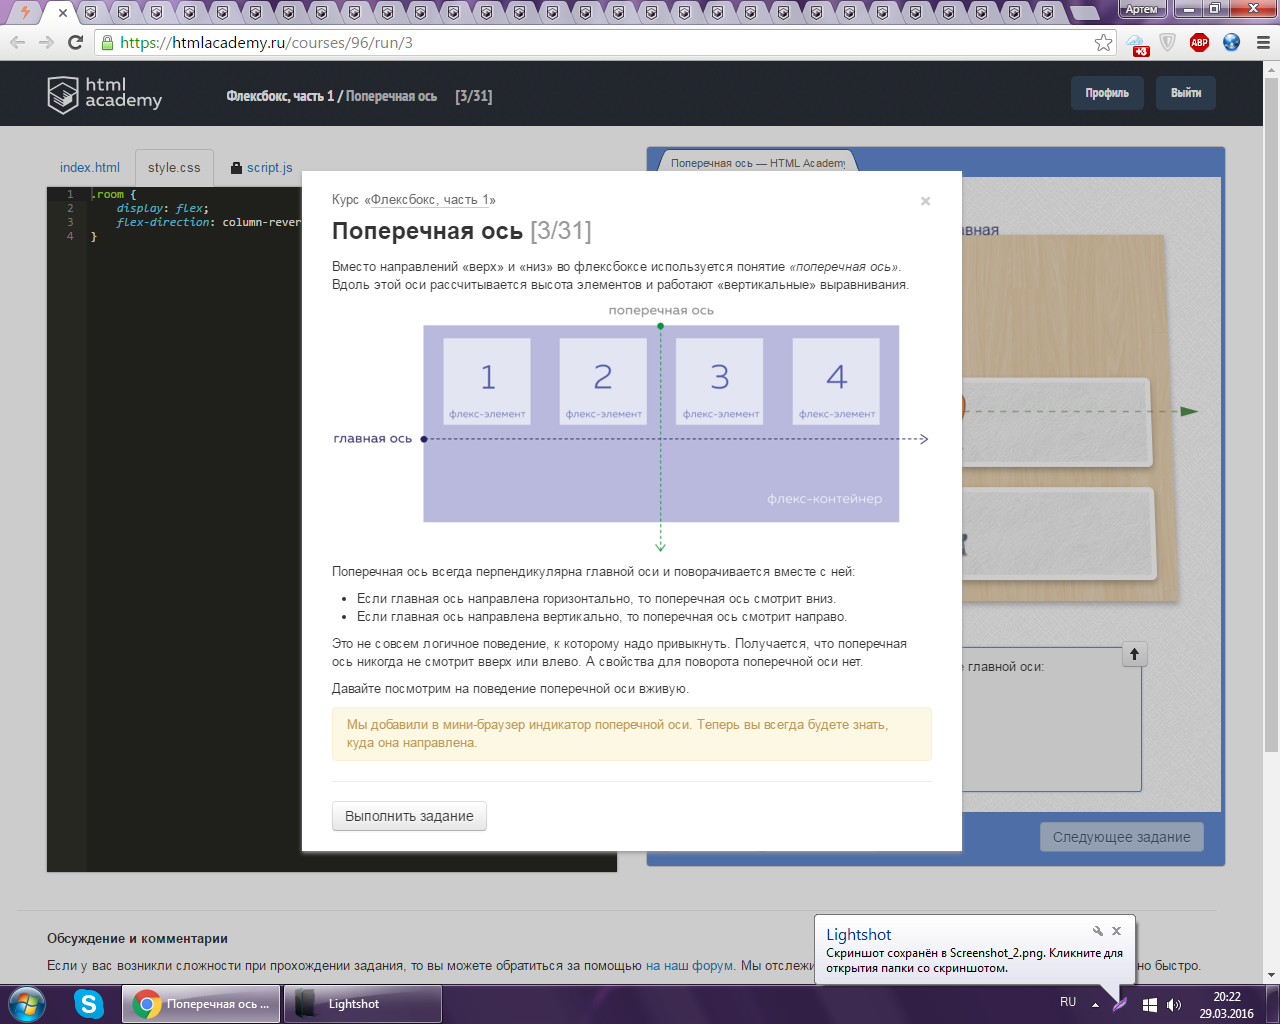 Артем
https://htmlacademy.ru/courses/96/run/3
+3
ABP
html
academy
Флексбокс, часть 1 / Поперечная ось [3/31]
Профиль
Выйти
index.html
style.css
script.js
Поперечная ось — HTML Academy
1 .room {
2 display: flex;
3 flex-direction: column-rever
4 }
Курс «Флексбокс, часть 1»
×
Поперечная ось [3/31]
Вместо направлений «верх» и «низ» во флексбоксе используется понятие «поперечная ось».
Вдоль этой оси рассчитывается высота элементов и работают «вертикальные» выравнивания.
поперечная ось
1 2 3 4
флекс-элемент флекс-элемент флекс-элемент флекс-элемент
главная ось
флекс-контейнер
авная
Поперечная ось всегда перпендикулярна главной оси и поворачивается вместе с ней:
• Если главная ось направлена горизонтально, то поперечная ось смотрит вниз.
• Если главная ось направлена вертикально, то поперечная ось смотрит направо.
Это не совсем логичное поведение, к которому надо привыкнуть. Получается, что поперечная
ось никогда не смотрит вверх или влево. А свойства для поворота поперечной оси нет.
Давайте посмотрим на поведение поперечной оси вживую.
Мы добавили в мини-браузер индикатор поперечной оси. Теперь вы всегда будете знать,
куда она направлена.
Выполнить задание
е главной оси:
Следующее задание
Обсуждение и комментарии
Если у вас возникли сложности при прохождении задания, то вы можете обратиться за помощью на наш форум. Мы отслежи
но быстро.
Lightshot
Скриншот сохранён в Screenshot_2.png. Кликните для
открытия папки со скриншотом.
Поперечная ось ...
Lightshot
RU
20:22
29.03.2016